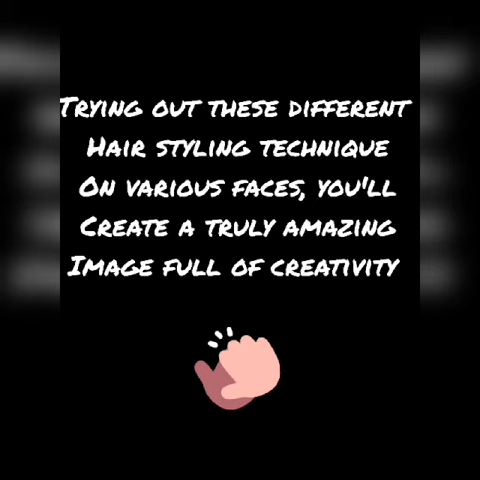 Trying out these different
Hair styling technique
On various faces, you'll
Create a truly amazing
Image full of creativity